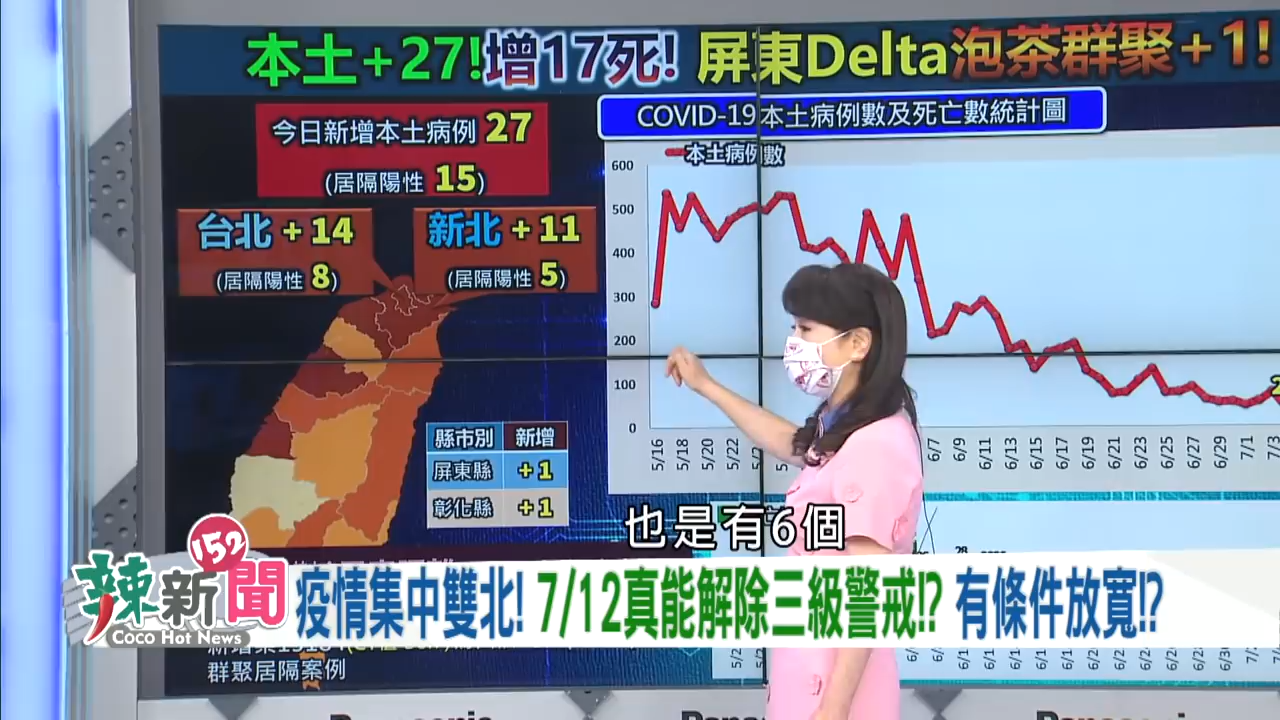 本土+27!增17死! 屏東Delta泡茶群聚+1!
今日新增本土病例 27
(居隔陽性 15)
台北 +14
(居隔陽性 8)
新北 +11
(居隔陽性 5)
縣市別 新增
屏東縣 +1
彰化縣 +1
COVID-19本土病例數及死亡數統計圖
本土病例數
600
500
400
300
200
100
0
5/16 5/18 5/20 5/22 6/7 6/9 6/11 6/13 6/15 6/17 6/19 6/21 6/23 6/25 6/27 6/29 7/1 7/3
28
也是有6個
152
辣新聞
Coco Hot News
疫情集中雙北! 7/12真能解除三級警戒!? 有條件放寬!?
群聚居隔案例
Panasonic